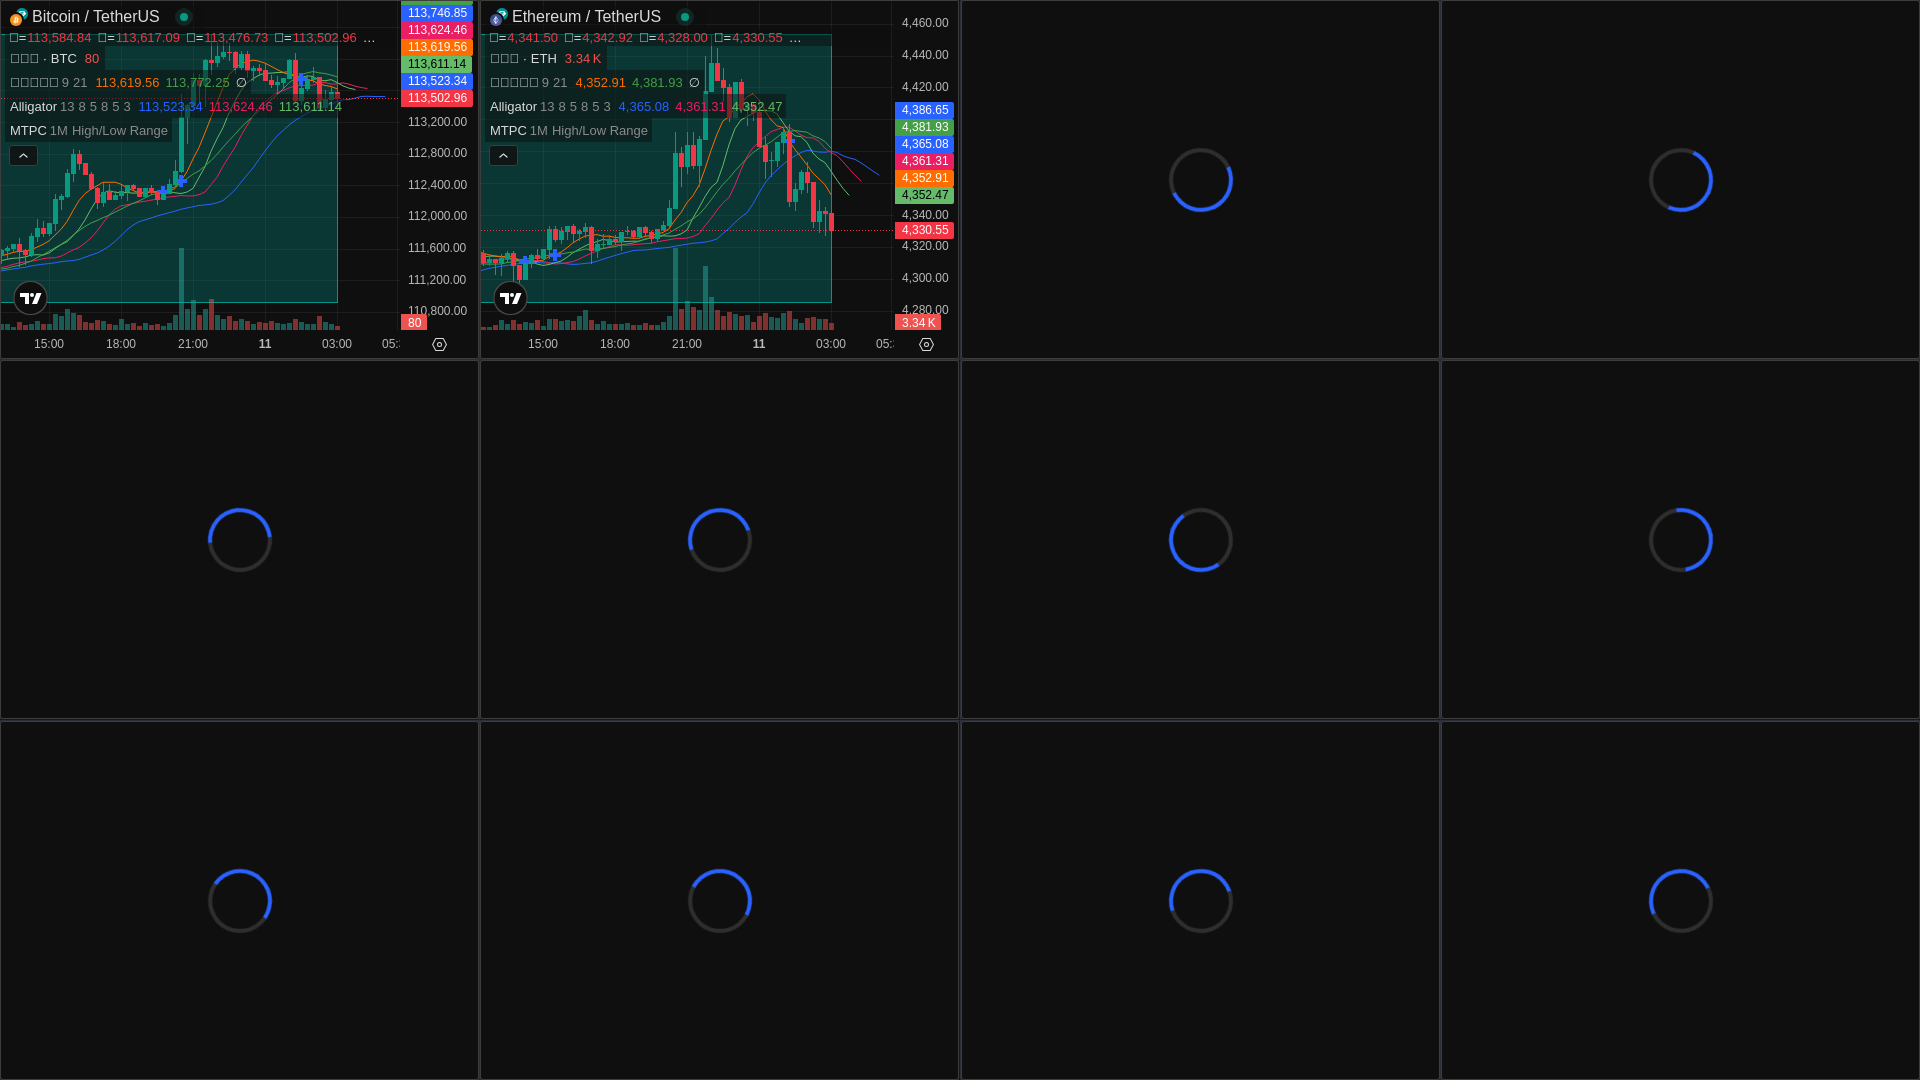 Bitcoin / TetherUS
=113,584.84 =113,617.09 =113,476.73 =113,502.96 …
· BTC 80
9 21 113,619.56 113,772.25 ∅
Alligator 13 8 5 8 5 3 113,523.34 113,624.46 113,611.14
MTPC 1M High/Low Range
113,746.85
113,624.46
113,619.56
113,611.14
113,523.34
113,502.96
113,200.00
112,800.00
112,400.00
112,000.00
111,600.00
111,200.00
110,800.00
80
15:00 18:00 21:00 11 03:00 05:
Ethereum / TetherUS
=4,341.50 =4,342.92 =4,328.00 =4,330.55 …
· ETH 3.34 K
9 21 4,352.91 4,381.93 ∅
Alligator 13 8 5 8 5 3 4,365.08 4,361.31 4,352.47
MTPC 1M High/Low Range
4,460.00
4,440.00
4,420.00
4,386.65
4,381.93
4,365.08
4,361.31
4,352.91
4,352.47
4,340.00
4,330.55
4,320.00
4,300.00
4,280.00
3.34 K
15:00 18:00 21:00 11 03:00 05: